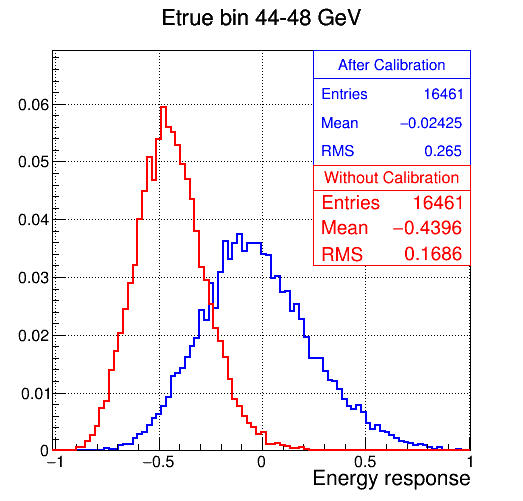 Etrue bin 44-48 GeV
After Calibration
Entries 16461
Mean −0.02425
RMS 0.265
Without Calibration
Entries 16461
Mean −0.4396
RMS 0.1686
0.06
0.05
0.04
0.03
0.02
0.01
0
−1 −0.5 0 0.5 1
Energy response